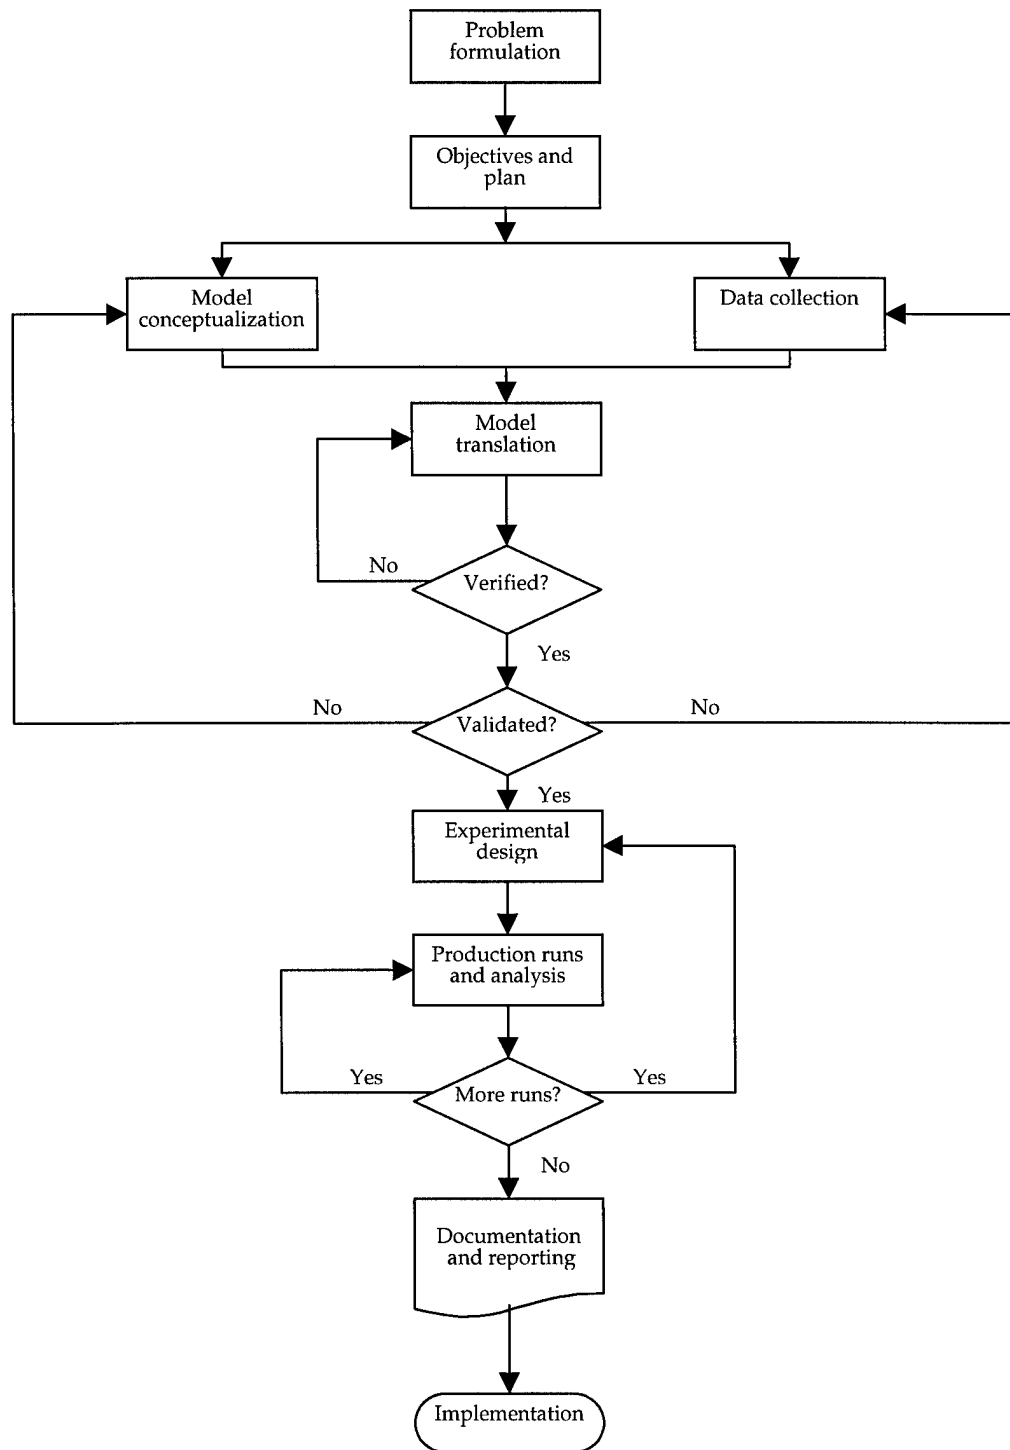 Problem
formulation
Objectives and
plan
Model
conceptualization
Data collection
Model
translation
No
Verified?
Yes
No
Validated?
No
Yes
Experimental
design
Production runs
and analysis
Yes
More runs?
Yes
No
Documentation
and reporting
Implementation